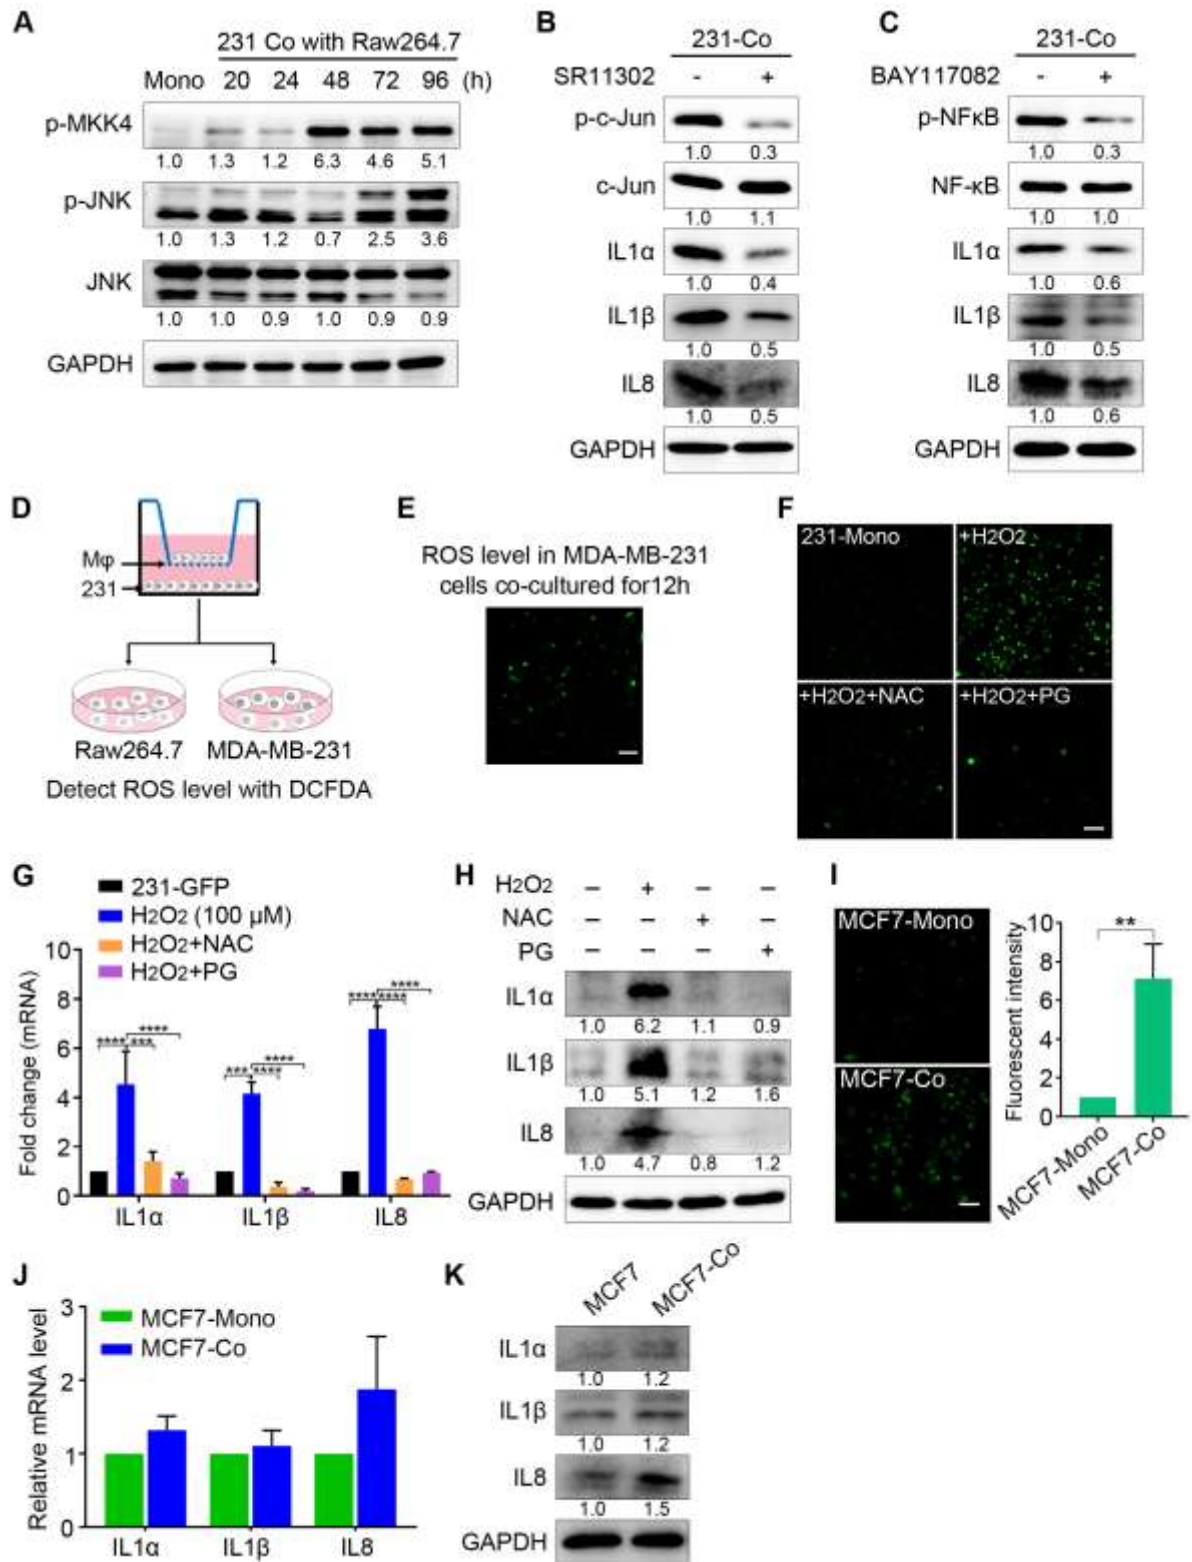 A
231 Co with Raw264.7
Mono 20 24 48 72 96 (h)
p-MKK4
1.0 1.3 1.2 6.3 4.6 5.1
p-JNK
1.0 1.3 1.2 0.7 2.5 3.6
JNK
1.0 1.0 0.9 1.0 0.9 0.9
GAPDH
B
231-Co
SR11302 - +
p-c-Jun
1.0 0.3
c-Jun
1.0 1.1
IL1α
1.0 0.4
IL1β
1.0 0.5
IL8
1.0 0.5
GAPDH
C
231-Co
BAY117082 - +
p-NFκB
1.0 0.3
NF-κB
1.0 1.0
IL1α
1.0 0.6
IL1β
1.0 0.5
IL8
1.0 0.6
GAPDH
D
Mφ
231
Raw264.7 MDA-MB-231
Detect ROS level with DCFDA
E
ROS level in MDA-MB-231
cells co-cultured for12h
F
231-Mono +H2O2
+H2O2+NAC +H2O2+PG
G
231-GFP
H2O2 (100 μM)
H2O2+NAC
H2O2+PG
Fold change (mRNA)
10
8
6
4
2
0
**** *** ****
*** **** ****
**** **** ****
IL1α IL1β IL8
H
H2O2 – + – –
NAC – – + –
PG – – – +
IL1α
1.0 6.2 1.1 0.9
IL1β
1.0 5.1 1.2 1.6
IL8
1.0 4.7 0.8 1.2
GAPDH
I
MCF7-Mono
MCF7-Co
Fluorescent intensity
10
8
6
4
2
0
**
MCF7-Mono
MCF7-Co
J
MCF7-Mono
MCF7-Co
Relative mRNA level
3
2
1
0
IL1α IL1β IL8
K
MCF7 MCF7-Co
IL1α
1.0 1.2
IL1β
1.0 1.2
IL8
1.0 1.5
GAPDH